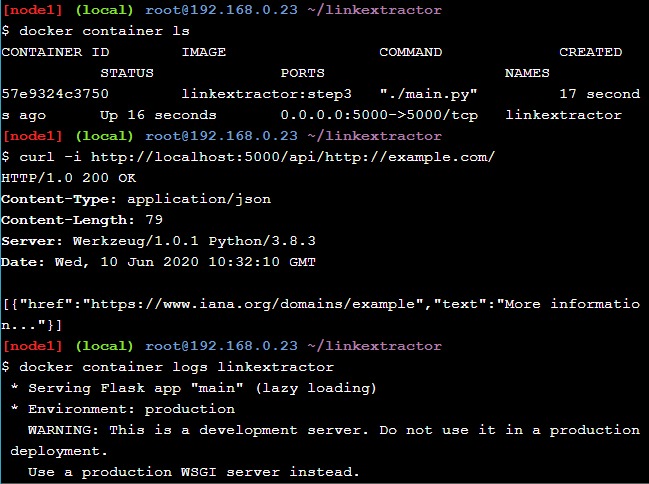 [node1] (local) root@192.168.0.23 ~/linkextractor
$ docker container ls
CONTAINER ID        IMAGE                 COMMAND             CREATED
           STATUS              PORTS                    NAMES
57e9324c3750        linkextractor:step3   "./main.py"         17 second
s ago      Up 16 seconds       0.0.0.0:5000->5000/tcp   linkextractor
[node1] (local) root@192.168.0.23 ~/linkextractor
$ curl -i http://localhost:5000/api/http://example.com/
HTTP/1.0 200 OK
Content-Type: application/json
Content-Length: 79
Server: Werkzeug/1.0.1 Python/3.8.3
Date: Wed, 10 Jun 2020 10:32:10 GMT

[{"href":"https://www.iana.org/domains/example","text":"More informatio
n..."}]
[node1] (local) root@192.168.0.23 ~/linkextractor
$ docker container logs linkextractor
 * Serving Flask app "main" (lazy loading)
 * Environment: production
   WARNING: This is a development server. Do not use it in a production
 deployment.
   Use a production WSGI server instead.